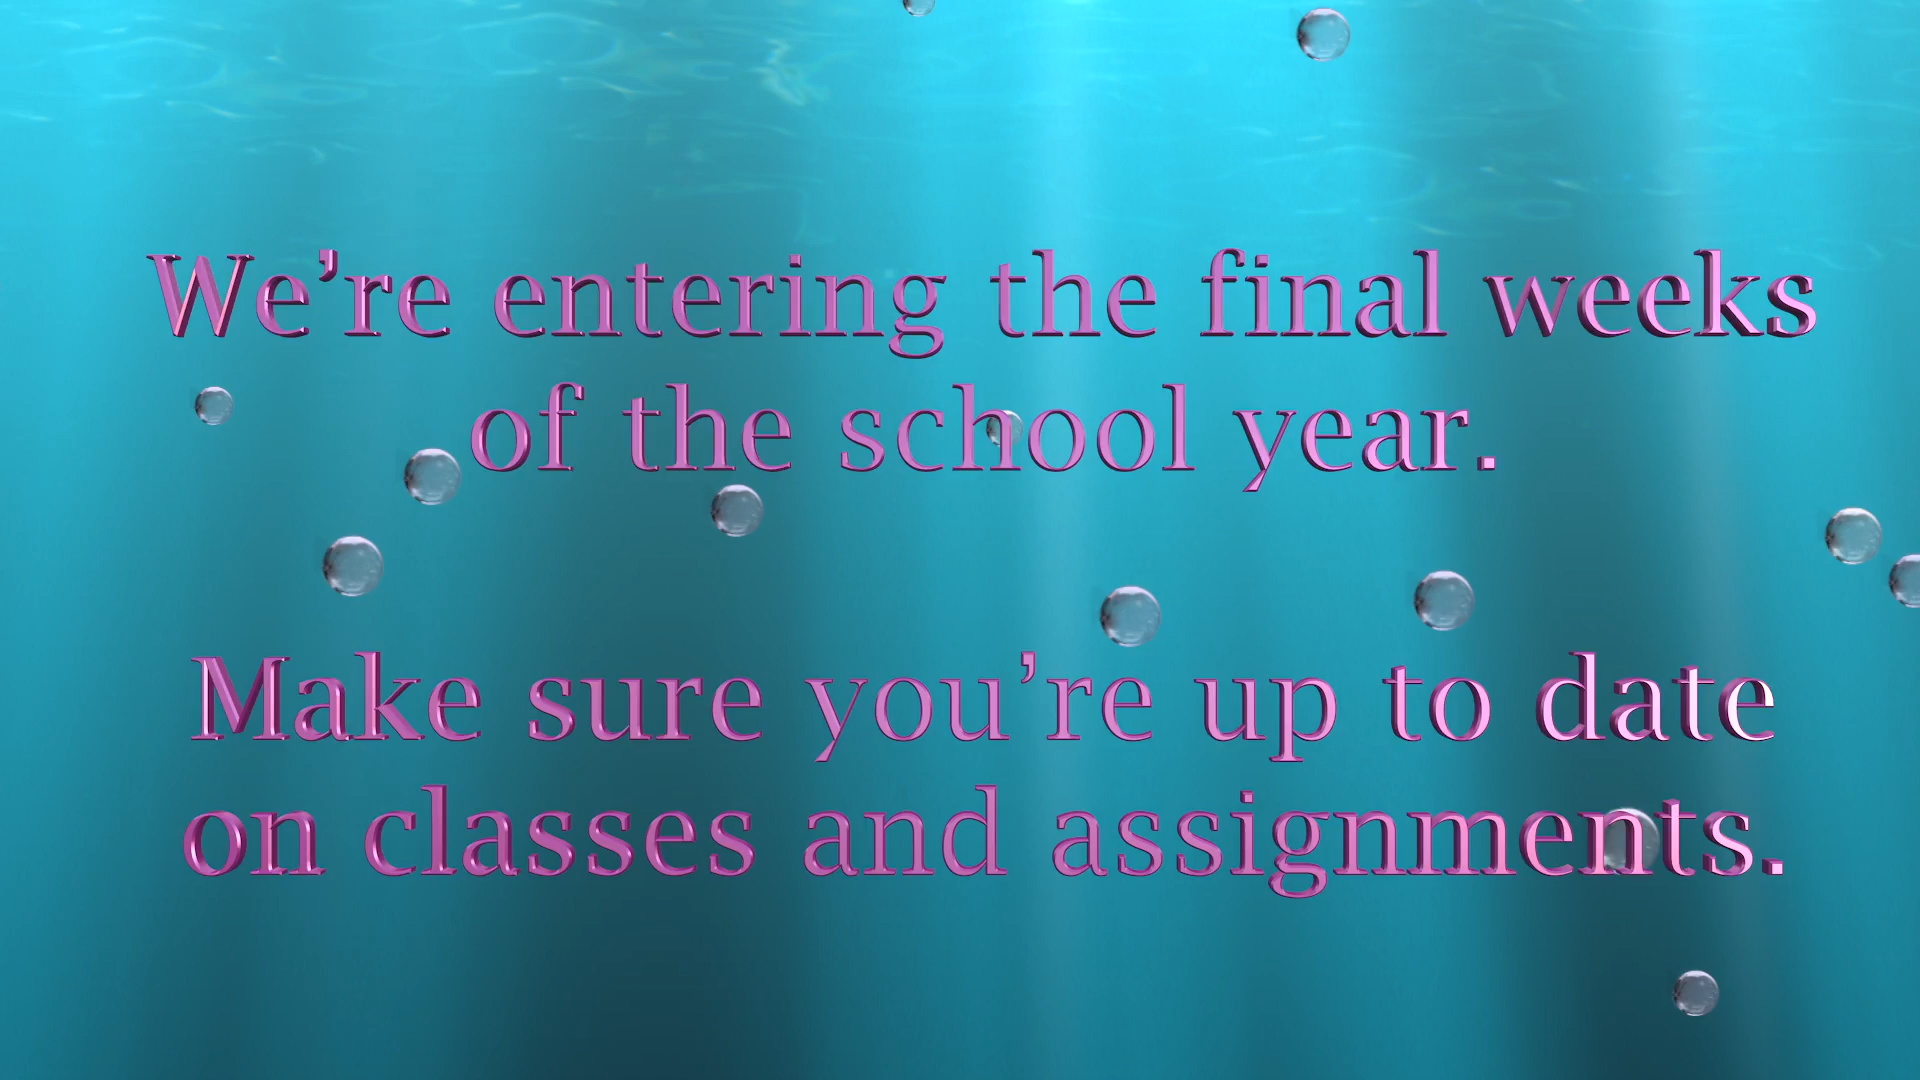 We’re entering the final weeks
of the school year.
Make sure you’re up to date
on classes and assignments.